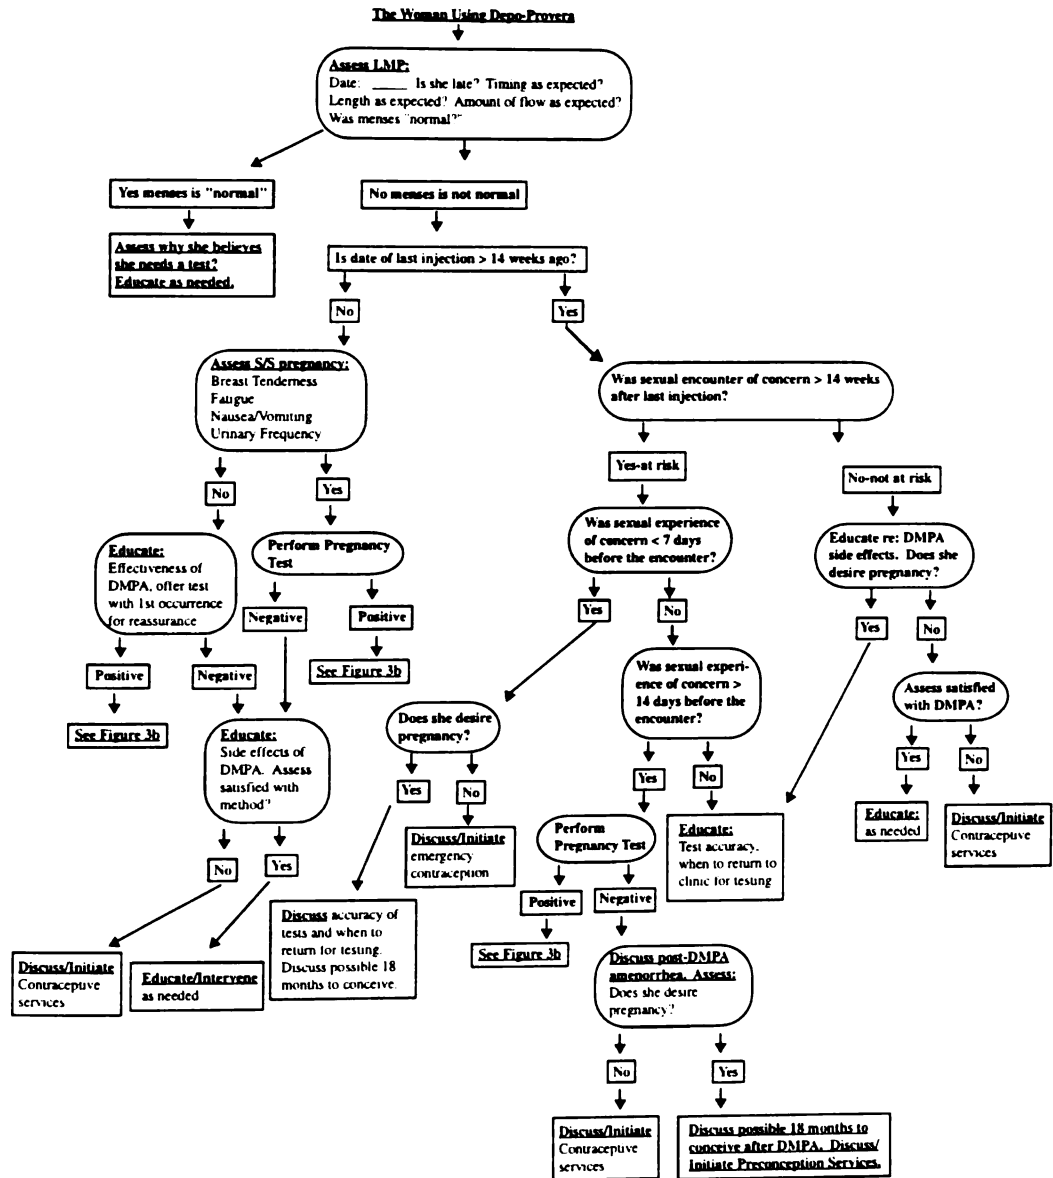 The Woman Using Depo-Provera
Assess LMP:
Date: _____ Is she late? Timing as expected?
Length as expected? Amount of flow as expected?
Was menses "normal?"
Yes menses is "normal"
No menses is not normal
Assess why she believes
she needs a test?
Educate as needed.
Is date of last injection > 14 weeks ago?
No
Yes
Assess S/S pregnancy:
Breast Tenderness
Fatigue
Nausea/Vomiting
Urinary Frequency
Was sexual encounter of concern > 14 weeks
after last injection?
No
Yes
Yes-at risk
No-not at risk
Educate:
Effectiveness of
DMPA, offer test
with 1st occurrence
for reassurance
Perform Pregnancy
Test
Was sexual experience
of concern < 7 days
before the encounter?
Educate re: DMPA
side effects. Does she
desire pregnancy?
Negative
Positive
Yes
No
Yes
No
Positive
Negative
See Figure 3b
Was sexual experi-
ence of concern >
14 days before the
encounter?
Assess satisfied
with DMPA?
See Figure 3b
Educate:
Side effects of
DMPA. Assess
satisfied with
method?
Does she desire
pregnancy?
Yes
No
Yes
No
Yes
No
Discuss/Initiate
emergency
contraception
Perform
Pregnancy Test
Educate:
Test accuracy,
when to return to
clinic for testing
Educate:
as needed
Discuss/Initiate
Contraceptive
services
No
Yes
Positive
Negative
Discuss accuracy of
tests and when to
return for testing.
Discuss possible 18
months to conceive.
See Figure 3b
Discuss/Initiate
Contraceptive
services
Educate/Intervene
as needed
Discuss post-DMPA
amenorrhea. Assess:
Does she desire
pregnancy?
No
Yes
Discuss/Initiate
Contraceptive
services
Discuss possible 18 months to
conceive after DMPA. Discuss/
Initiate Preconception Services.